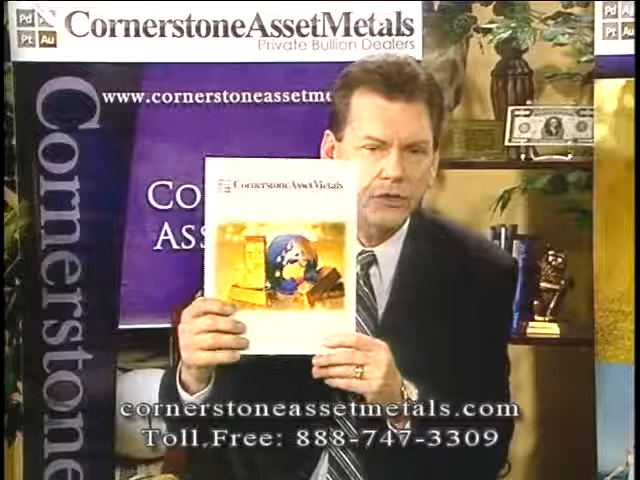 Pd
Pt Au
CornerstoneAssetMetals
Private Bullion Dealers
Pd
Pt Au
www.cornerstoneassetme
Cornerstone
Co
Ass
CornerstoneAssetMetals
cornerstoneassetmetals.com
Toll Free: 888-747-3309